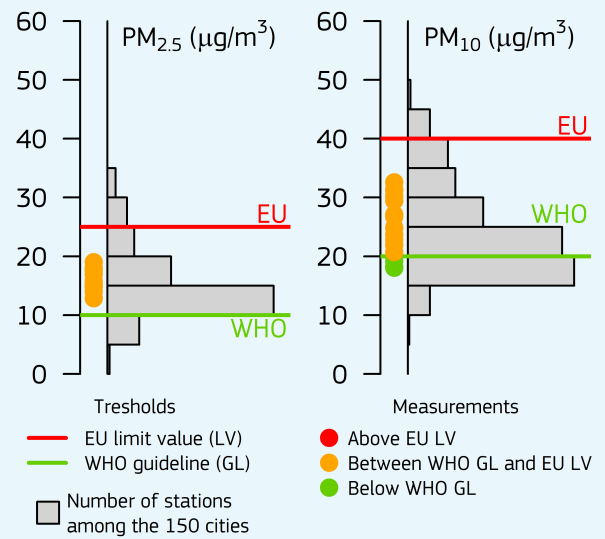 PM2.5 (μg/m³)
60
50
40
30
20
10
0
EU
WHO
PM10 (μg/m³)
60
50
40
30
20
10
0
EU
WHO
Tresholds
EU limit value (LV)
WHO guideline (GL)
Number of stations
among the 150 cities
Measurements
Above EU LV
Between WHO GL and EU LV
Below WHO GL